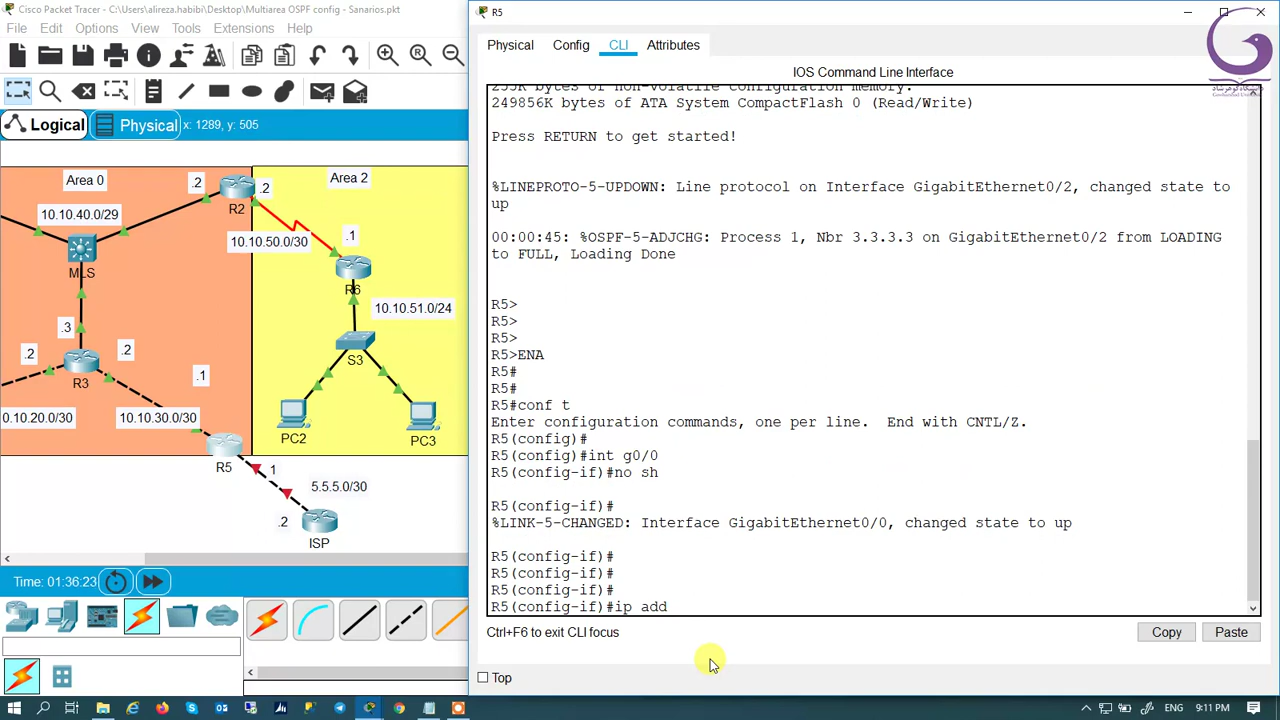 Cisco Packet Tracer - C:\Users\alireza.habibi\Desktop\Multiarea OSPF config - Sanarios.pkt
File Edit Options View Tools Extensions Help
Logical
Physical
x: 1289, y: 505
Area 0
.2
R2
.2
Area 2
10.10.40.0/29
10.10.50.0/30
.1
MLS
R6
10.10.51.0/24
.3
.2
R3
.2
S3
.1
0.10.20.0/30
10.10.30.0/30
PC2
PC3
R5
1
5.5.5.0/30
.2
ISP
Time: 01:36:23
R5
Physical Config CLI Attributes
IOS Command Line Interface
255K bytes of non-volatile configuration memory.
249856K bytes of ATA System CompactFlash 0 (Read/Write)
Press RETURN to get started!
%LINEPROTO-5-UPDOWN: Line protocol on Interface GigabitEthernet0/2, changed state to
up
00:00:45: %OSPF-5-ADJCHG: Process 1, Nbr 3.3.3.3 on GigabitEthernet0/2 from LOADING
to FULL, Loading Done
R5>
R5>
R5>
R5>ENA
R5#
R5#
R5#conf t
Enter configuration commands, one per line.  End with CNTL/Z.
R5(config)#
R5(config)#int g0/0
R5(config-if)#no sh
R5(config-if)#
%LINK-5-CHANGED: Interface GigabitEthernet0/0, changed state to up
R5(config-if)#
R5(config-if)#
R5(config-if)#
R5(config-if)#ip add
Ctrl+F6 to exit CLI focus
Copy
Paste
Top
9:11 PM